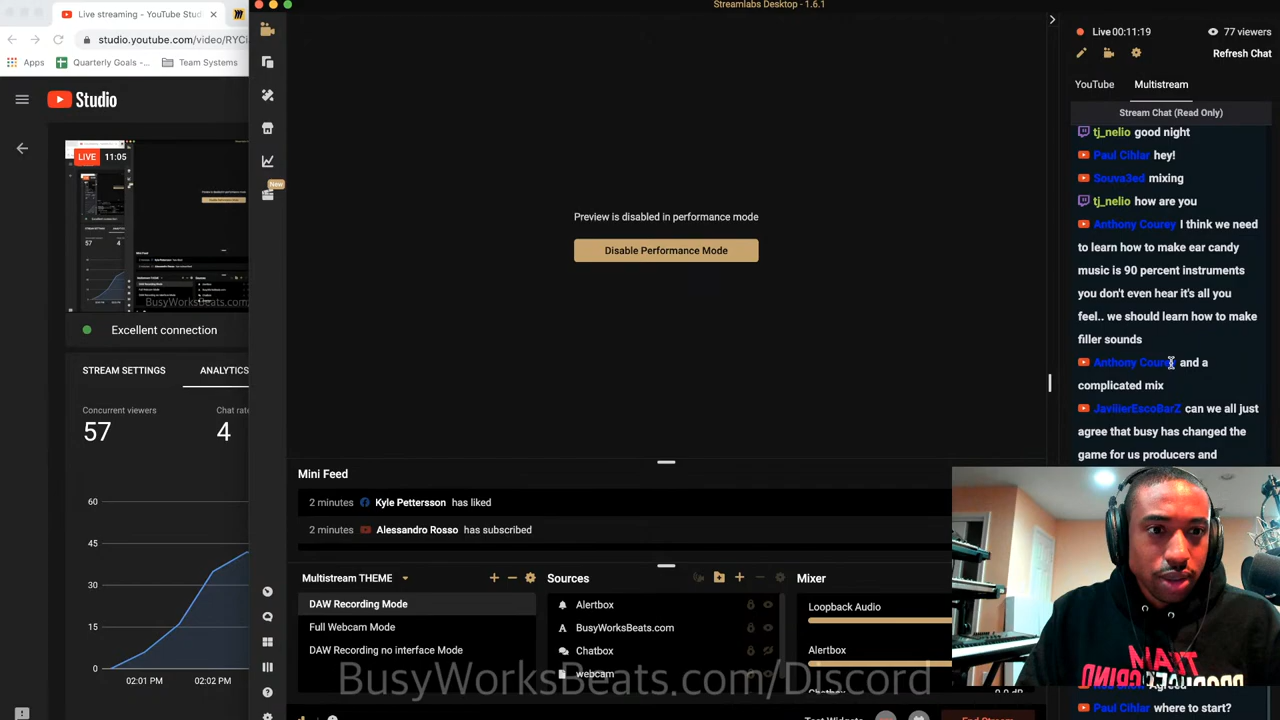 Live streaming - YouTube Stu
Streamlabs Desktop - 1.6.1
studio.youtube.com/video/RYC
Apps
Quarterly Goals -...
Team Systems
Studio
LIVE 11:05
Excellent connection
STREAM SETTINGS
ANALYTICS
Concurrent viewers
57
Chat rate
4
60
45
30
15
0
02:01 PM
02:02 PM
New
Preview is disabled in performance mode
Disable Performance Mode
Mini Feed
2 minutes Kyle Pettersson has liked
2 minutes Alessandro Rosso has subscribed
Multistream THEME
DAW Recording Mode
Full Webcam Mode
DAW Recording no interface Mode
Sources
Alertbox
BusyWorksBeats.com
Chatbox
webcam
Mixer
Loopback Audio
Alertbox
BusyWorksBeats.com/Discord
Live 00:11:19
77 viewers
Refresh Chat
YouTube
Multistream
Stream Chat (Read Only)
tj_nelio good night
Paul Cihlar hey!
Souva3ed mixing
tj_nelio how are you
Anthony Courey I think we need
to learn how to make ear candy
music is 90 percent instruments
you don't even hear it's all you
feel.. we should learn how to make
filler sounds
Anthony Courey and a
complicated mix
JaviiierEscoBarZ can we all just
agree that busy has changed the
game for us producers and
Paul Cihlar where to start?